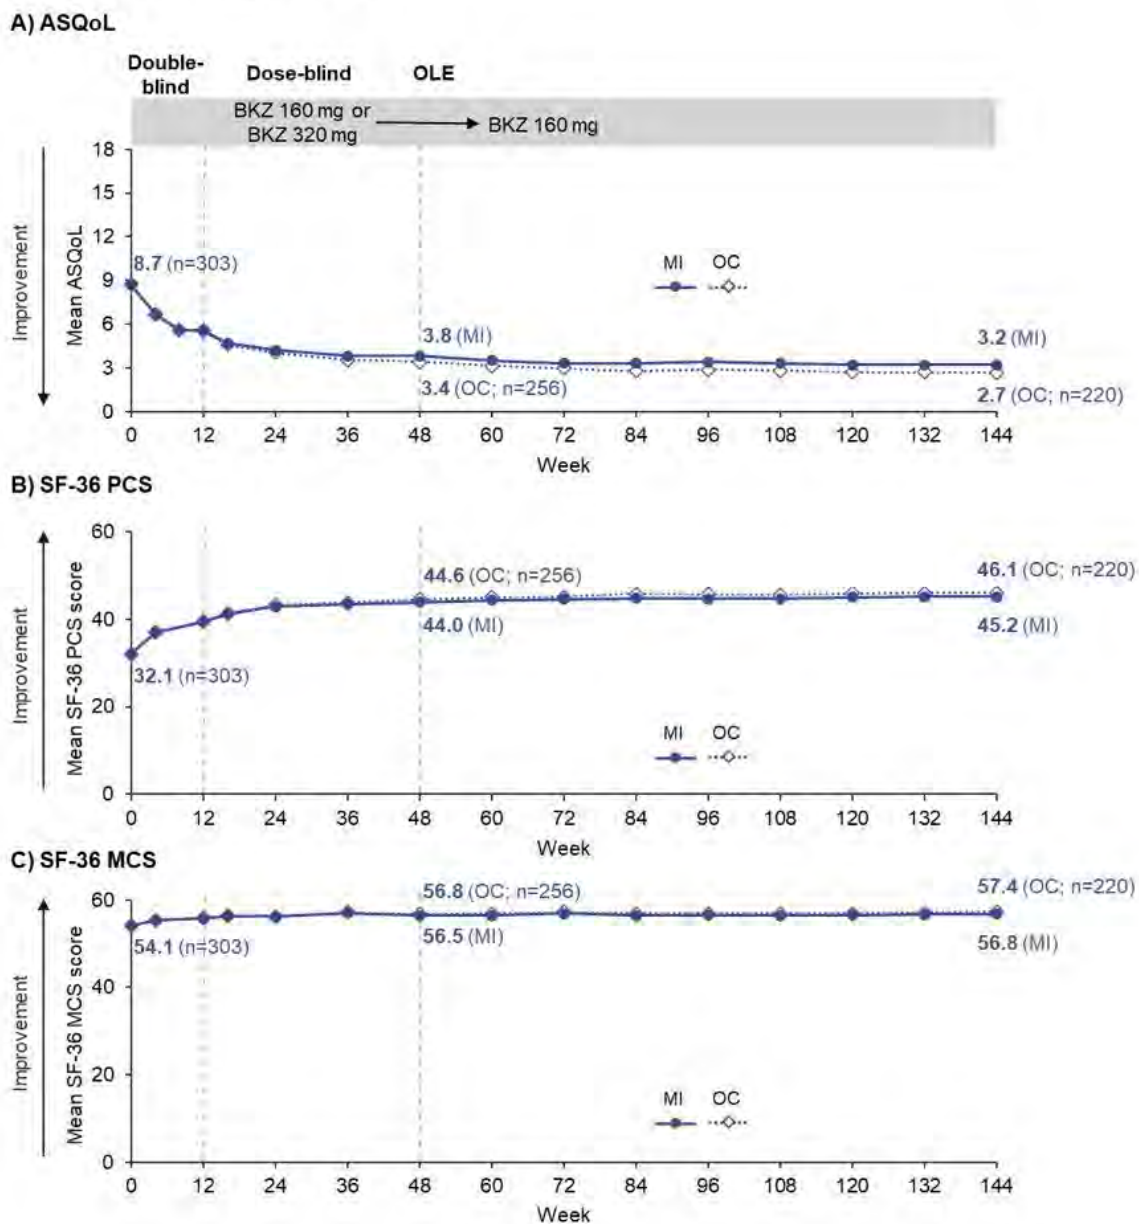 A) ASQoL
Double-
blind
Dose-blind
OLE
BKZ 160 mg or
BKZ 320 mg
BKZ 160 mg
Improvement
Mean ASQoL
18
15
12
9
6
3
0
8.7 (n=303)
MI OC
3.8 (MI)
3.2 (MI)
3.4 (OC; n=256)
2.7 (OC; n=220)
0 12 24 36 48 60 72 84 96 108 120 132 144
Week
B) SF-36 PCS
Improvement
Mean SF-36 PCS score
60
40
20
0
44.6 (OC; n=256)
46.1 (OC; n=220)
44.0 (MI)
45.2 (MI)
32.1 (n=303)
MI OC
0 12 24 36 48 60 72 84 96 108 120 132 144
Week
C) SF-36 MCS
Improvement
Mean SF-36 MCS score
60
40
20
0
56.8 (OC; n=256)
57.4 (OC; n=220)
54.1 (n=303)
56.5 (MI)
56.8 (MI)
MI OC
0 12 24 36 48 60 72 84 96 108 120 132 144
Week